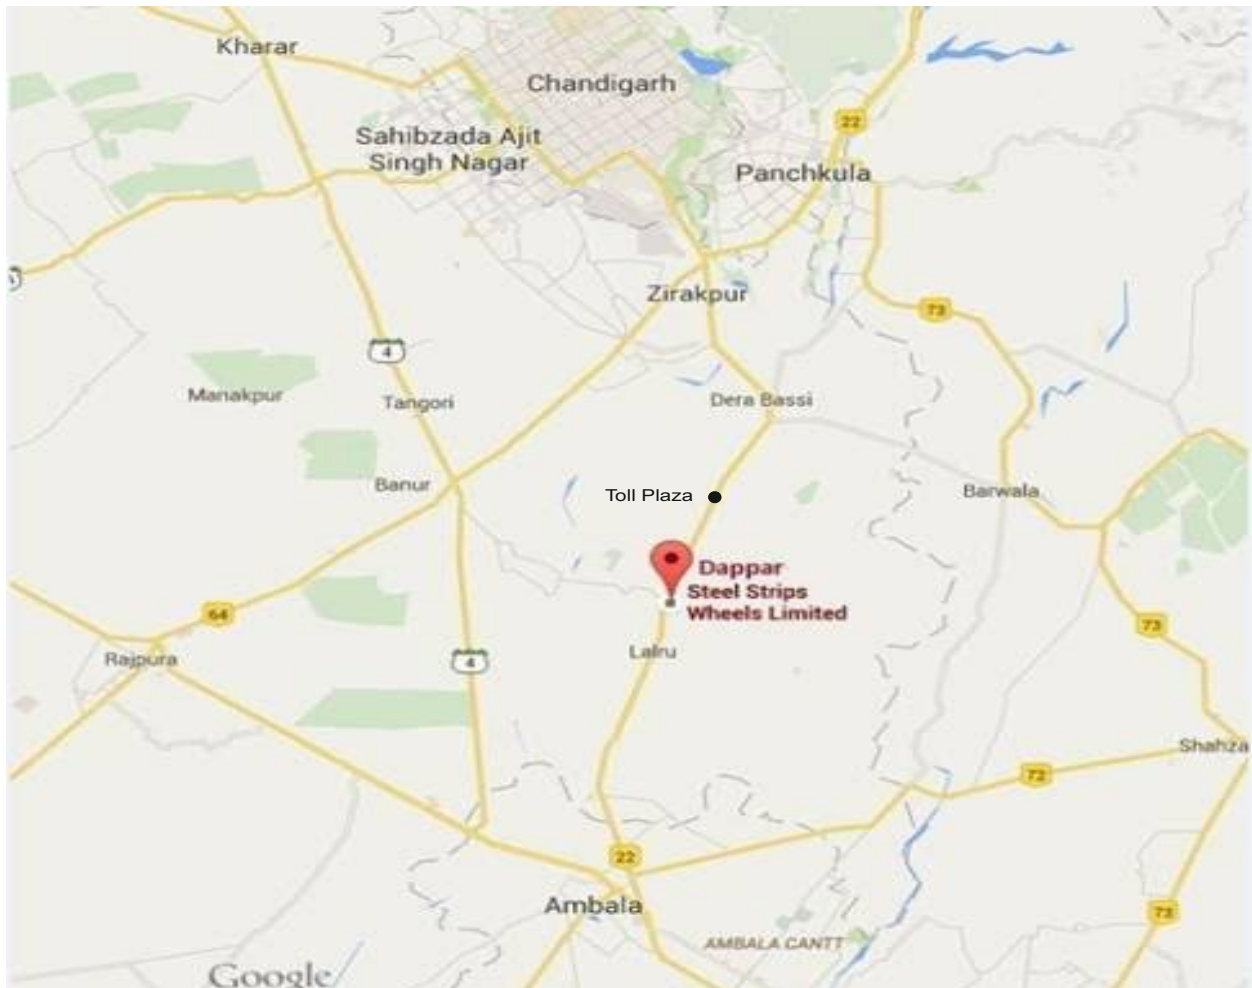 Kharar
Chandigarh
22
Sahibzada Ajit
Singh Nagar
Panchkula
Zirakpur
73
4
Manakpur
Tangori
Dera Bassi
Banur
Toll Plaza
Barwala
Dappar
Steel Strips
Wheels Limited
64
73
Rajpura
4
Lalru
Shahza
72
22
Ambala
73
AMBALA CANTT
Google